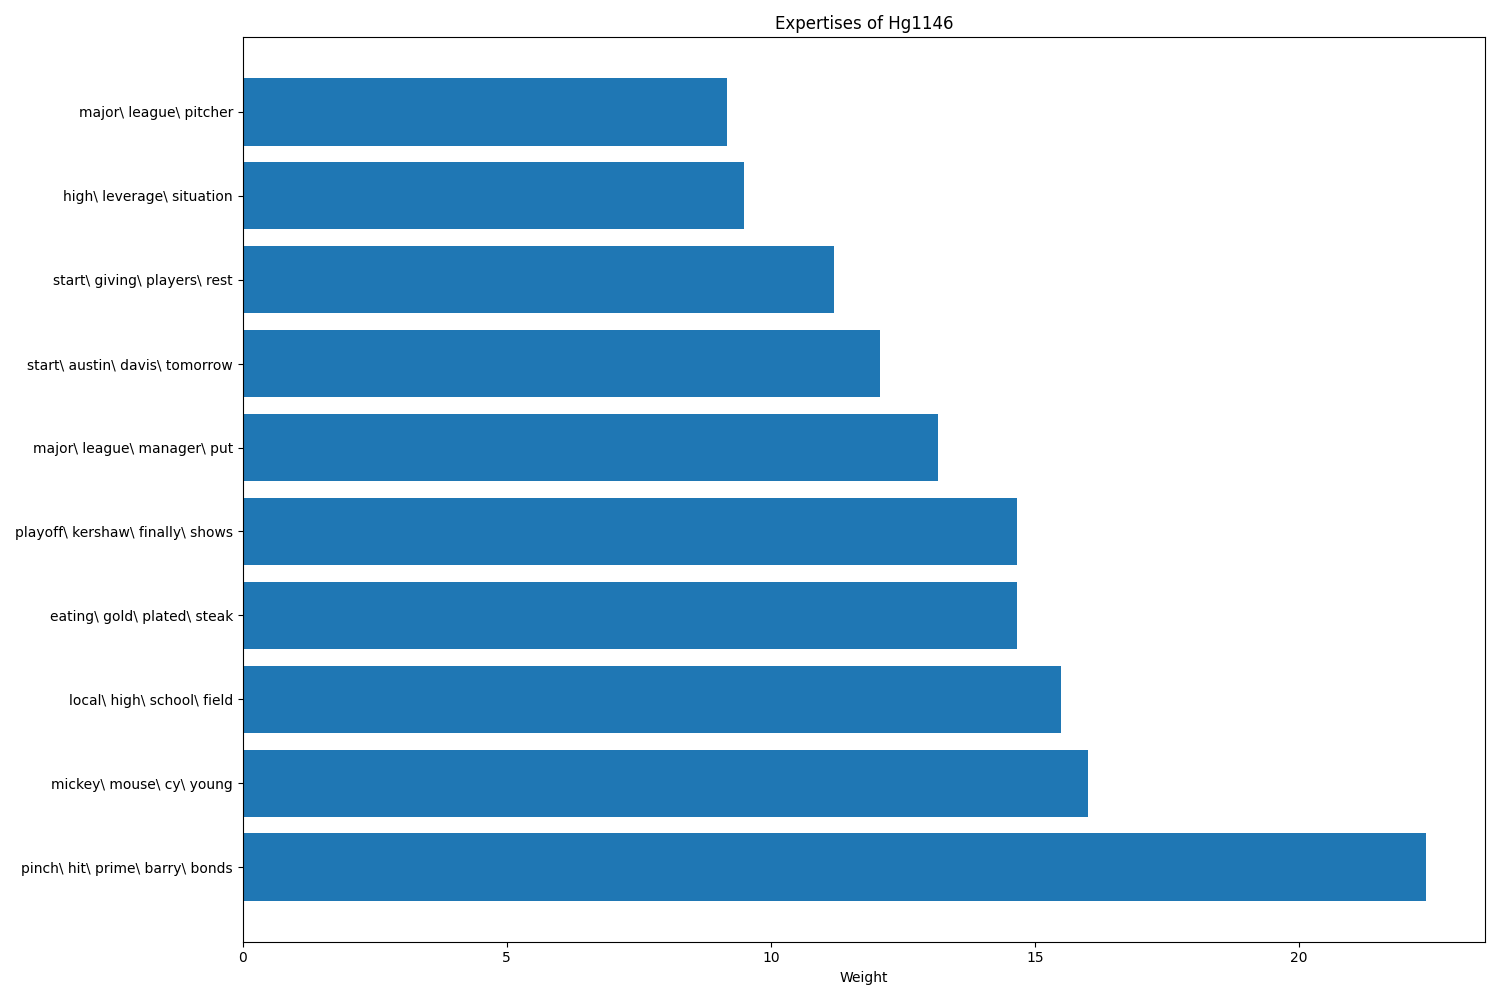 Expertises of Hg1146
major\ league\ pitcher
high\ leverage\ situation
start\ giving\ players\ rest
start\ austin\ davis\ tomorrow
major\ league\ manager\ put
playoff\ kershaw\ finally\ shows
eating\ gold\ plated\ steak
local\ high\ school\ field
mickey\ mouse\ cy\ young
pinch\ hit\ prime\ barry\ bonds
0 5 10 15 20
Weight